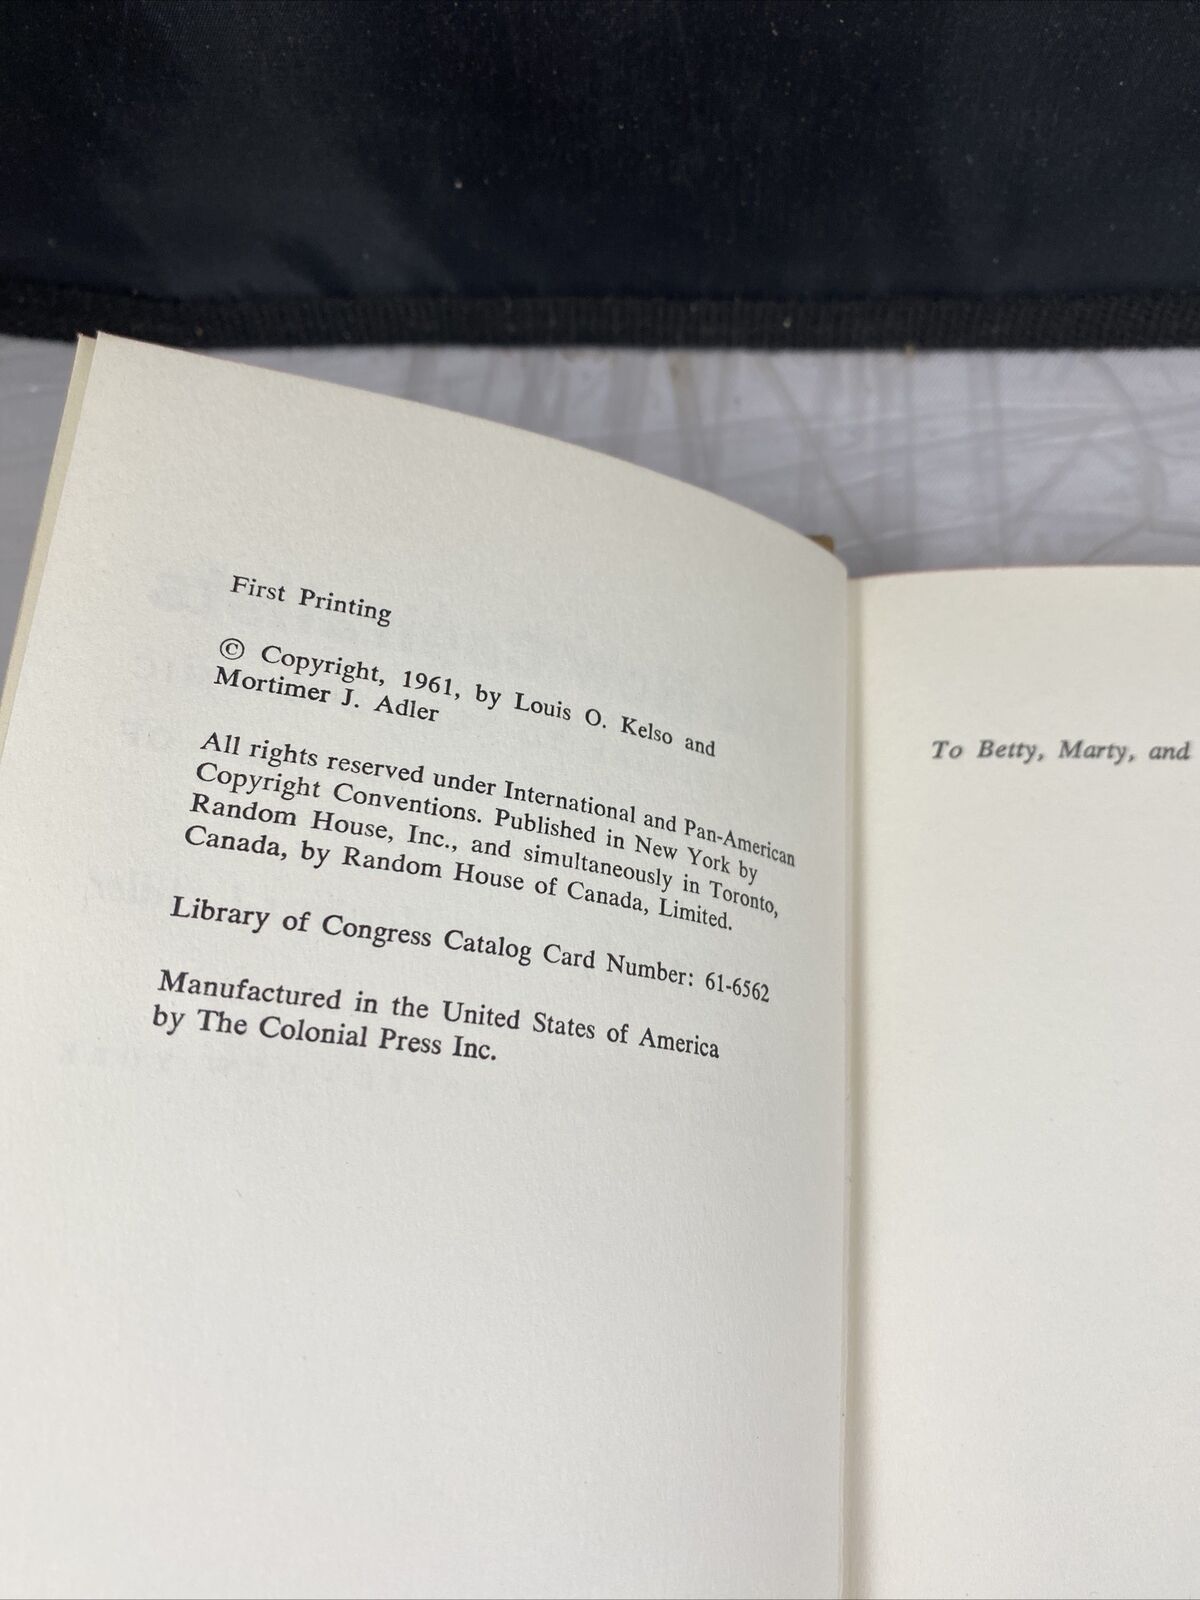 First Printing
© Copyright, 1961, by Louis O. Kelso and
Mortimer J. Adler
All rights reserved under International and Pan-American
Copyright Conventions. Published in New York by
Random House, Inc., and simultaneously in Toronto,
Canada, by Random House of Canada, Limited.
Library of Congress Catalog Card Number: 61-6562
Manufactured in the United States of America
by The Colonial Press Inc.
To Betty, Marty, and